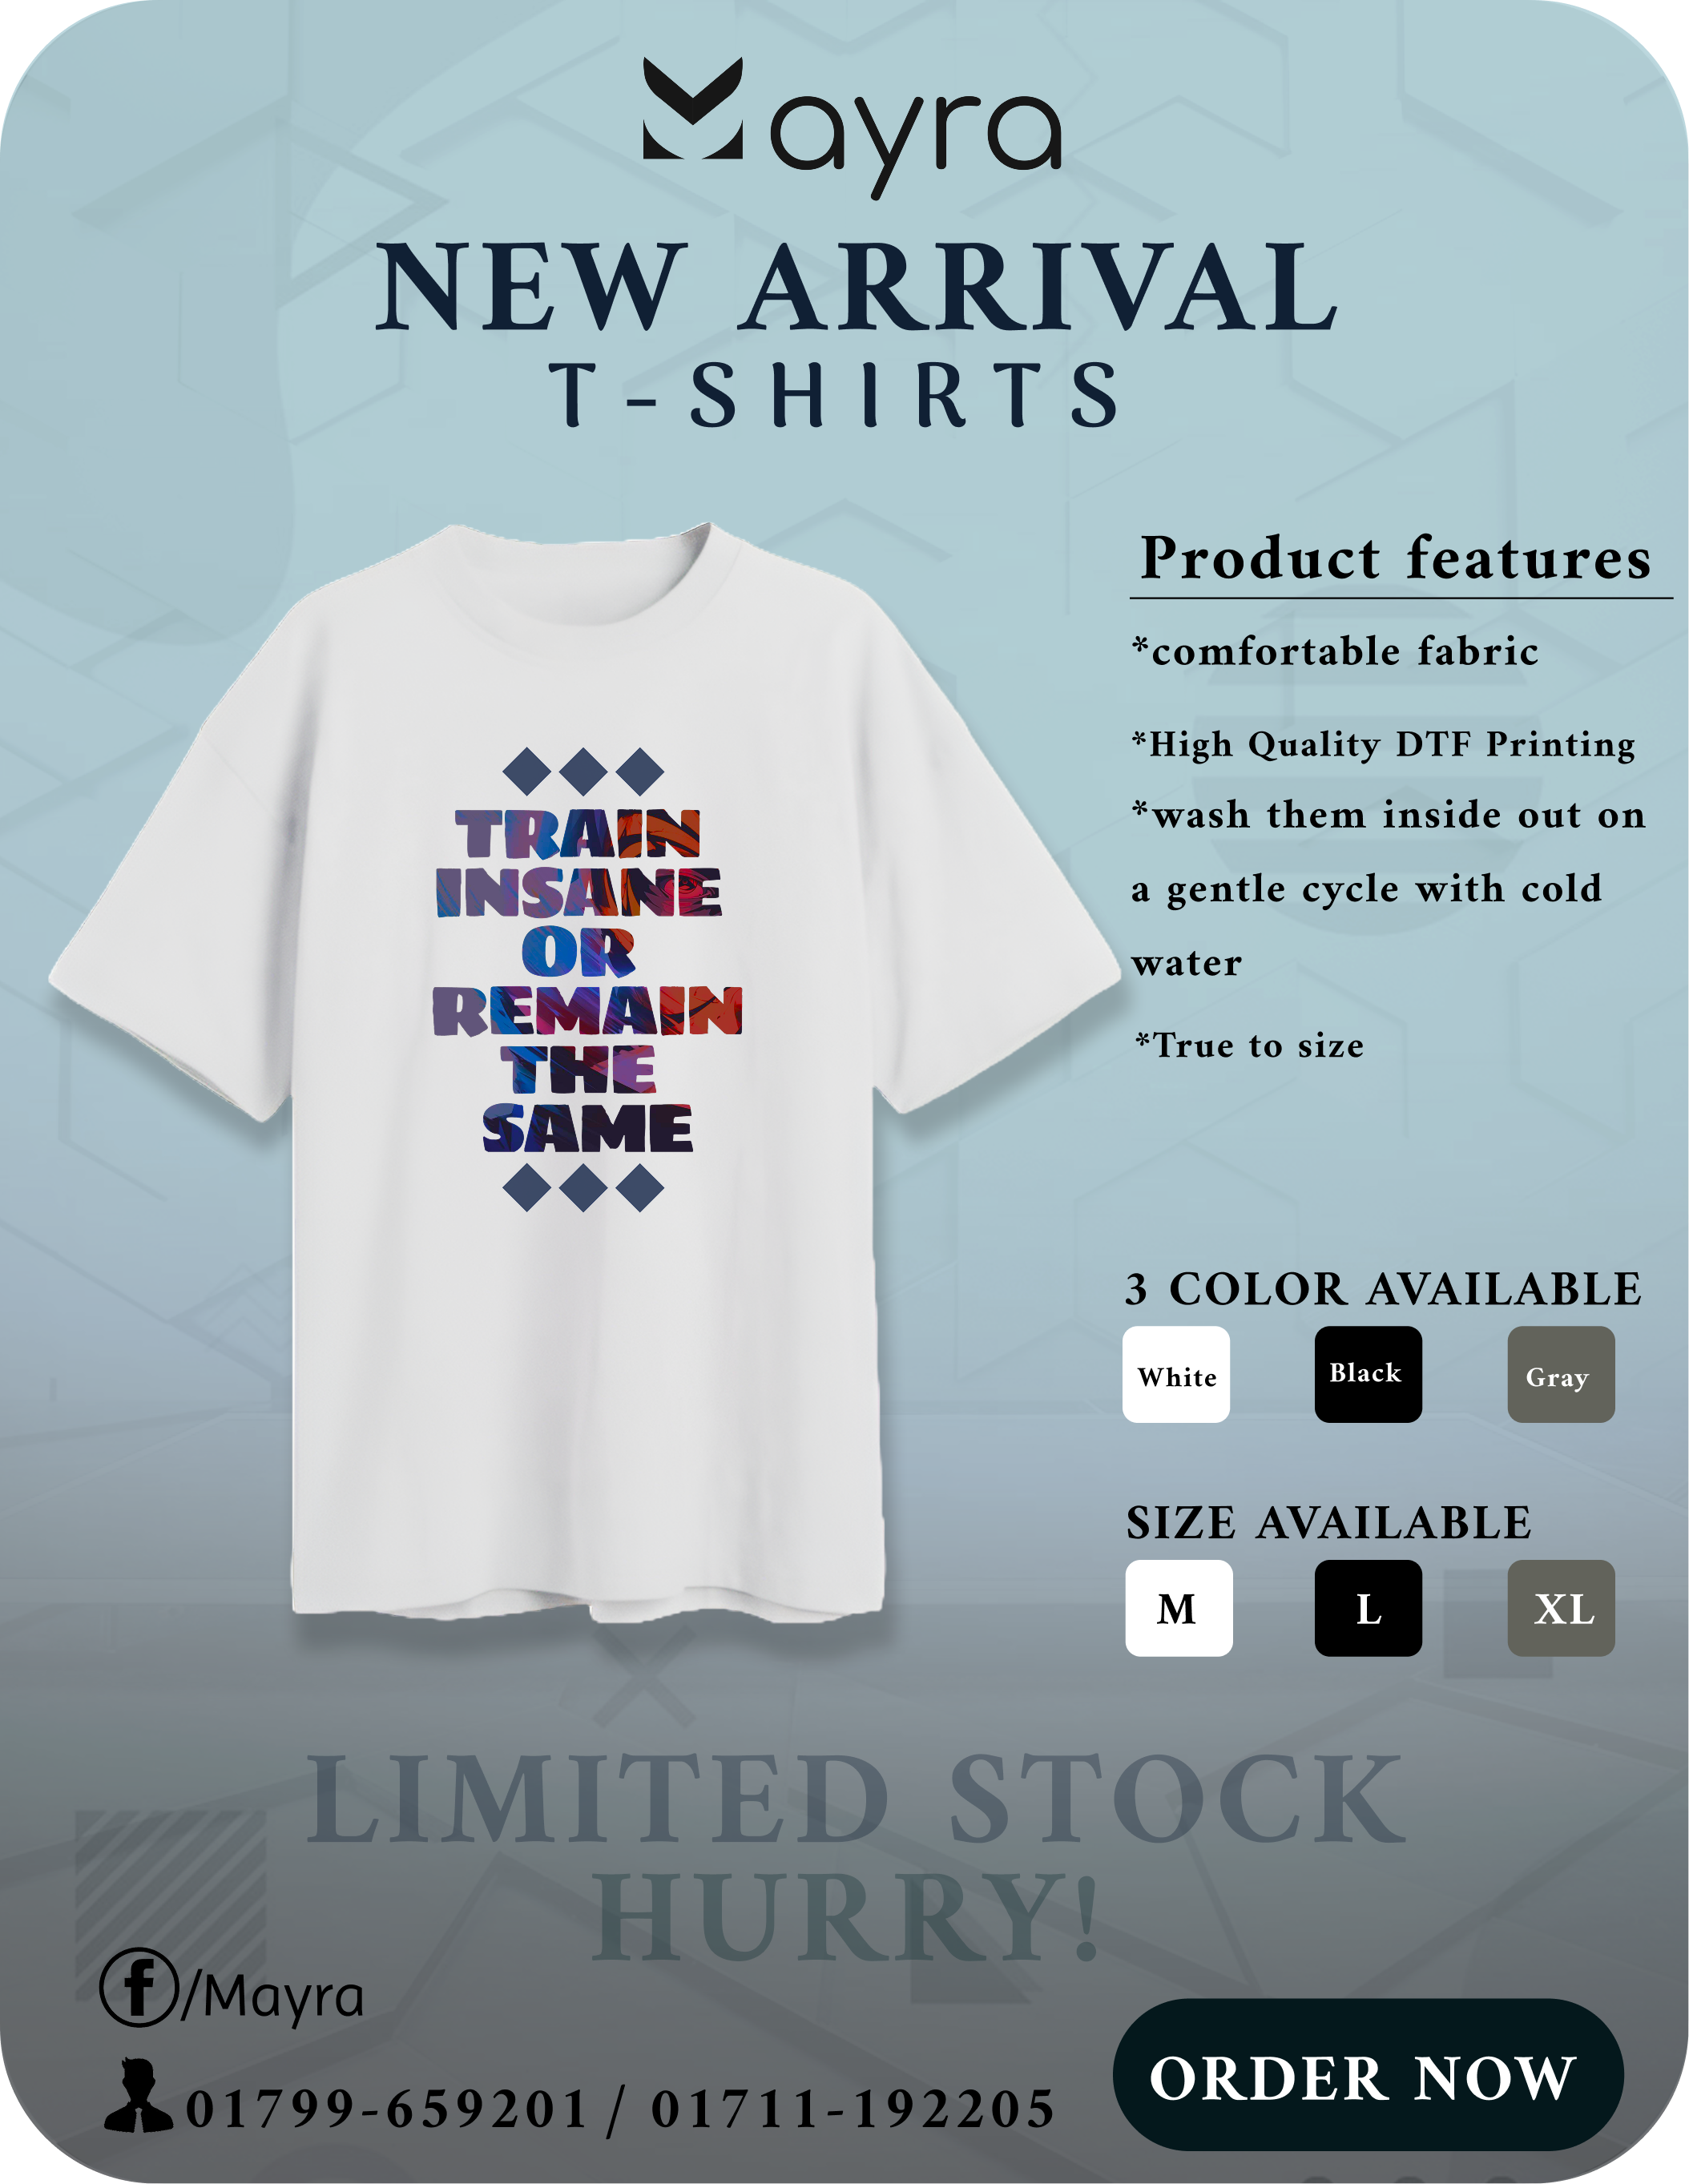 Mayra
NEW ARRIVAL
T-SHIRTS
TRAIN
INSANE
OR
REMAIN
THE
SAME
Product features
*comfortable fabric
*High Quality DTF Printing
*wash them inside out on
a gentle cycle with cold
water
*True to size
3 COLOR AVAILABLE
White Black Gray
SIZE AVAILABLE
M L XL
LIMITED STOCK
HURRY!
f/Mayra
01799-659201 / 01711-192205
ORDER NOW